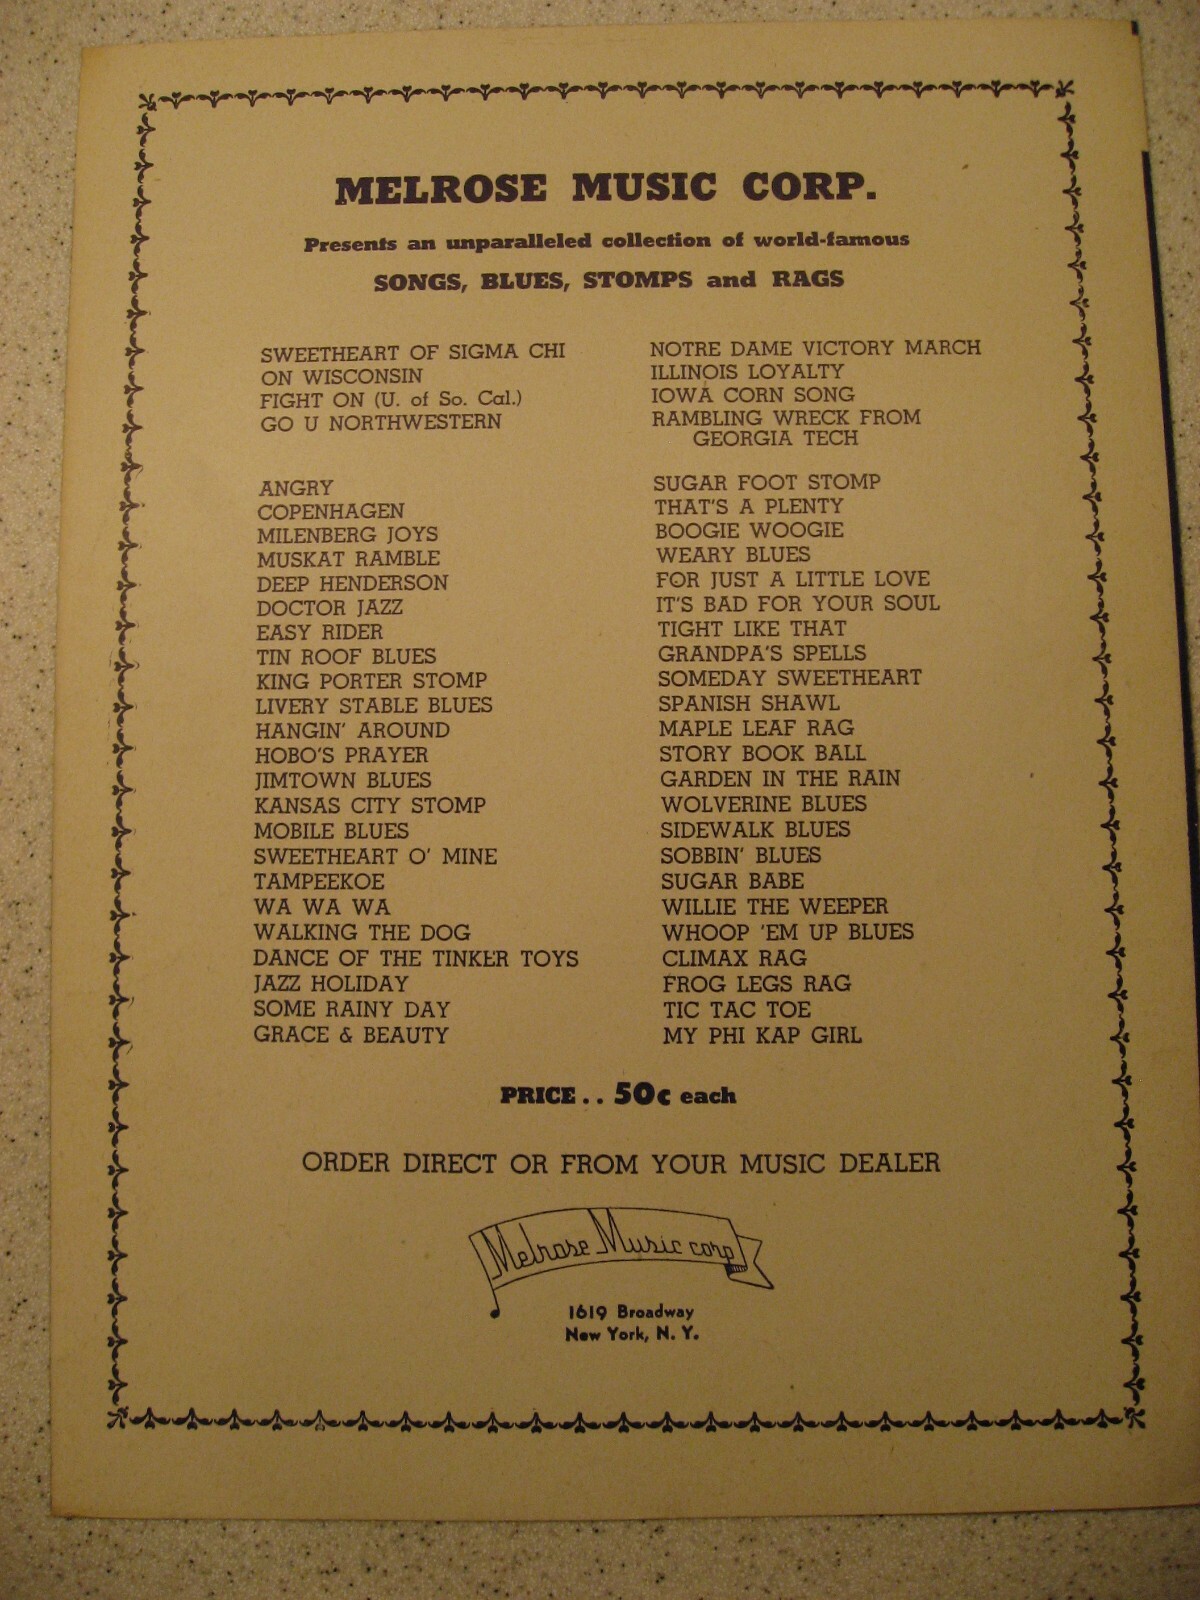 MELROSE MUSIC CORP.
Presents an unparalleled collection of world-famous
SONGS, BLUES, STOMPS and RAGS
SWEETHEART OF SIGMA CHI
ON WISCONSIN
FIGHT ON (U. of So. Cal.)
GO U NORTHWESTERN
NOTRE DAME VICTORY MARCH
ILLINOIS LOYALTY
IOWA CORN SONG
RAMBLING WRECK FROM
GEORGIA TECH
ANGRY
COPENHAGEN
MILENBERG JOYS
MUSKAT RAMBLE
DEEP HENDERSON
DOCTOR JAZZ
EASY RIDER
TIN ROOF BLUES
KING PORTER STOMP
LIVERY STABLE BLUES
HANGIN' AROUND
HOBO'S PRAYER
JIMTOWN BLUES
KANSAS CITY STOMP
MOBILE BLUES
SWEETHEART O' MINE
TAMPEEKOE
WA WA WA
WALKING THE DOG
DANCE OF THE TINKER TOYS
JAZZ HOLIDAY
SOME RAINY DAY
GRACE & BEAUTY
SUGAR FOOT STOMP
THAT'S A PLENTY
BOOGIE WOOGIE
WEARY BLUES
FOR JUST A LITTLE LOVE
IT'S BAD FOR YOUR SOUL
TIGHT LIKE THAT
GRANDPA'S SPELLS
SOMEDAY SWEETHEART
SPANISH SHAWL
MAPLE LEAF RAG
STORY BOOK BALL
GARDEN IN THE RAIN
WOLVERINE BLUES
SIDEWALK BLUES
SOBBIN' BLUES
SUGAR BABE
WILLIE THE WEEPER
WHOOP 'EM UP BLUES
CLIMAX RAG
FROG LEGS RAG
TIC TAC TOE
MY PHI KAP GIRL
PRICE . . 50c each
ORDER DIRECT OR FROM YOUR MUSIC DEALER
Melrose Music corp
1619 Broadway
New York, N. Y.